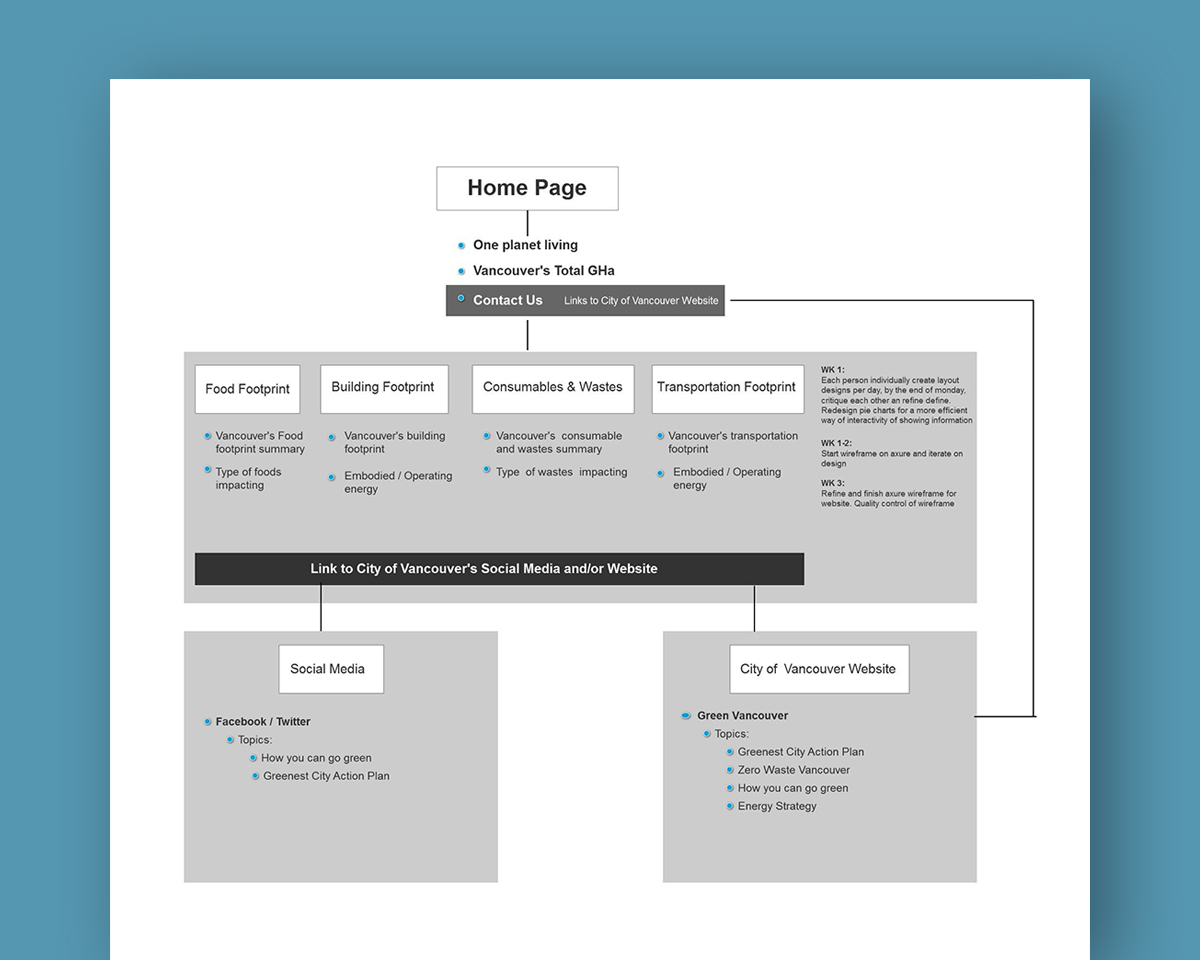 Home Page
One planet living
Vancouver's Total GHa
Contact Us Links to City of Vancouver Website
Food Footprint
Vancouver's Food
footprint summary
Type of foods
impacting
Building Footprint
Vancouver's building
footprint
Embodied / Operating
energy
Consumables & Wastes
Vancouver's consumable
and wastes summary
Type of wastes impacting
Transportation Footprint
Vancouver's transportation
footprint
Embodied / Operating
energy
WK 1:
Each person individually create layout
designs per day, by the end of monday,
critique each other an refine define.
Redesign pie charts for a more efficient
way of interactivity of showing information
WK 1-2:
Start wireframe on axure and iterate on
design
WK 3:
Refine and finish axure wireframe for
website. Quality control of wireframe
Link to City of Vancouver's Social Media and/or Website
Social Media
Facebook / Twitter
Topics:
How you can go green
Greenest City Action Plan
City of Vancouver Website
Green Vancouver
Topics:
Greenest City Action Plan
Zero Waste Vancouver
How you can go green
Energy Strategy